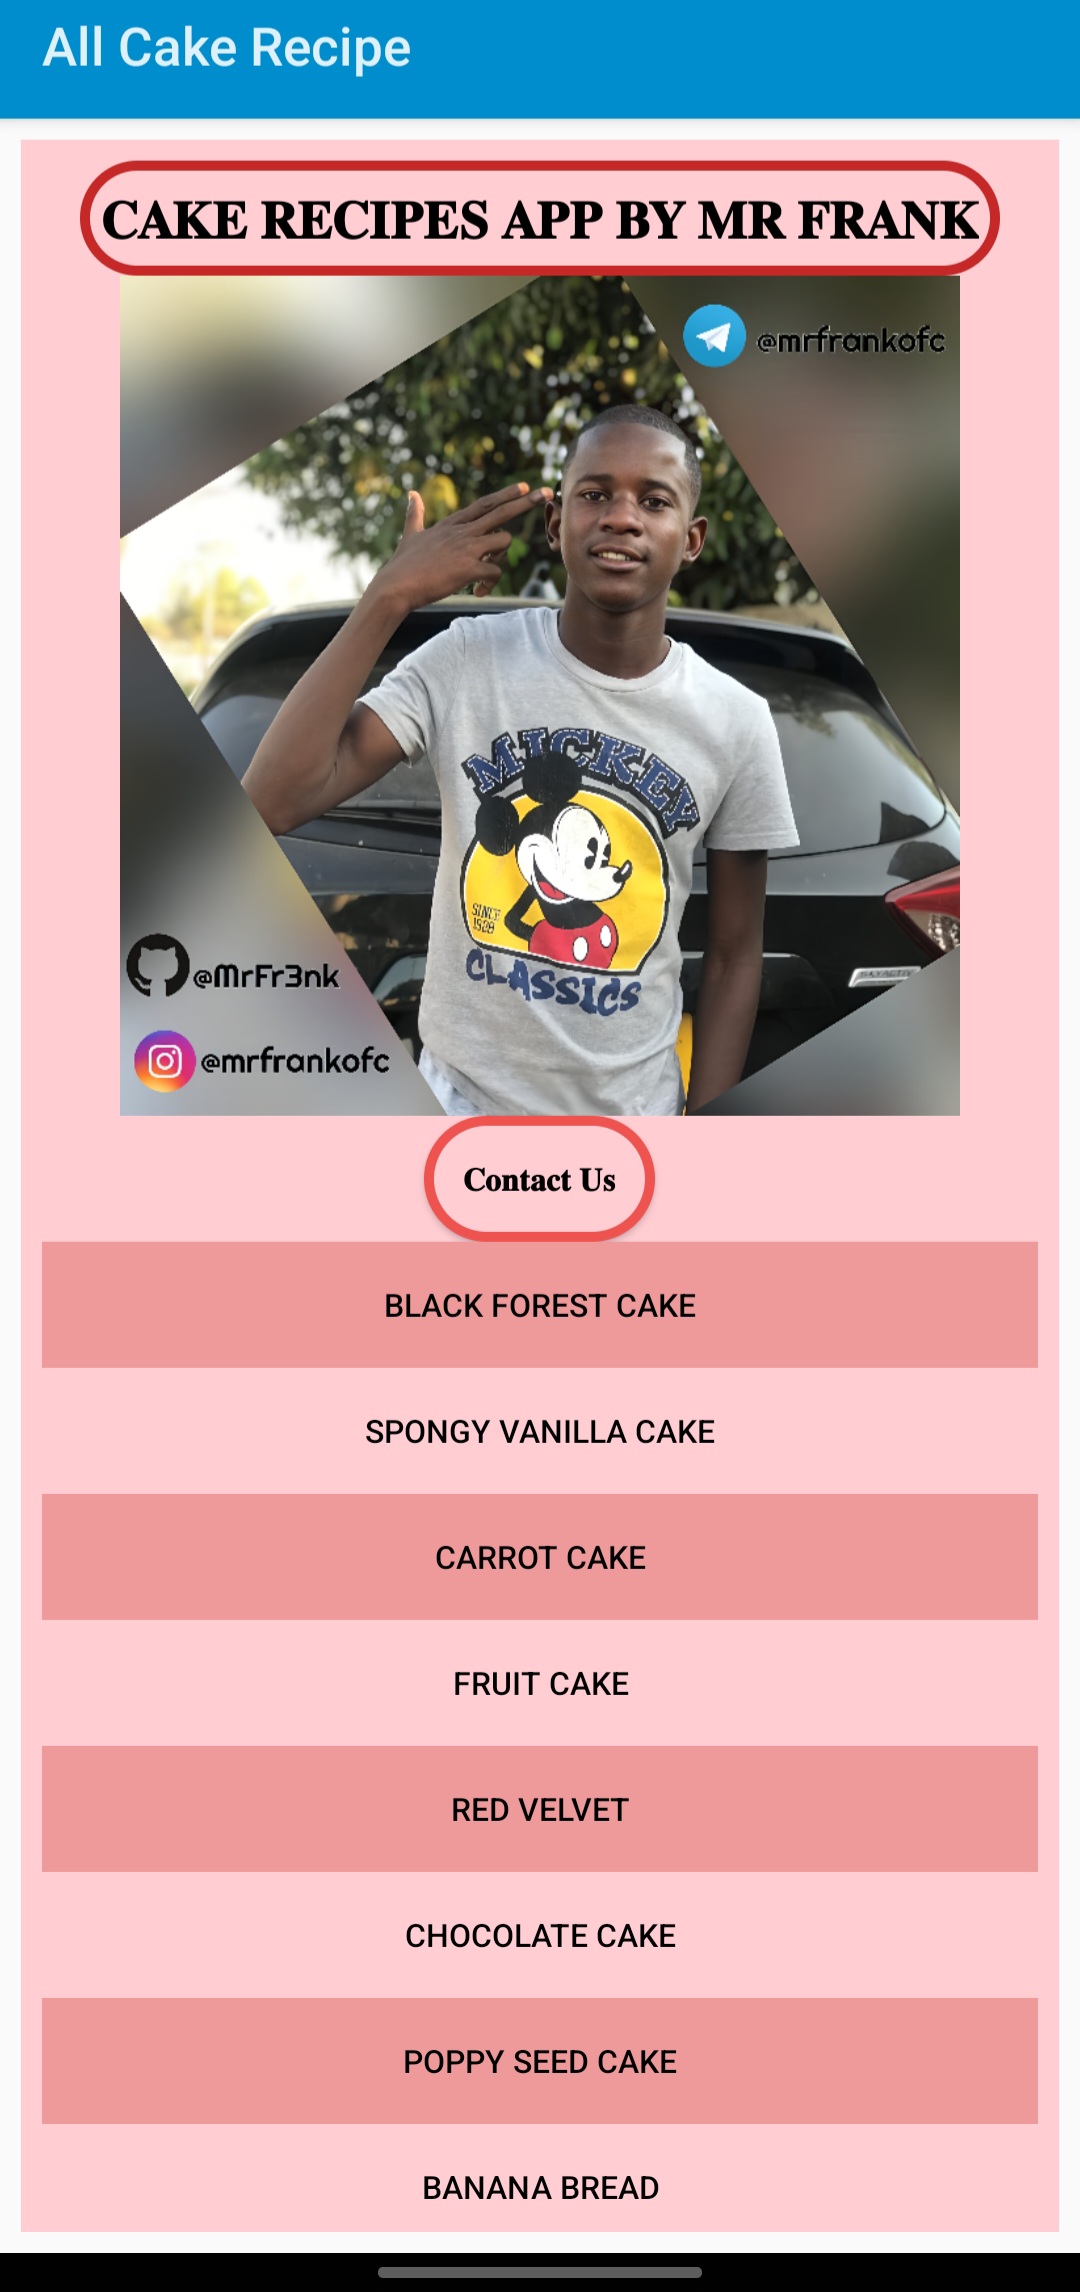 All Cake Recipe
CAKE RECIPES APP BY MR FRANK
@mrfrankofc
MICKEY
SINCE
1928
CLASSICS
@MrFr3nk
@mrfrankofc
Contact Us
BLACK FOREST CAKE
SPONGY VANILLA CAKE
CARROT CAKE
FRUIT CAKE
RED VELVET
CHOCOLATE CAKE
POPPY SEED CAKE
BANANA BREAD